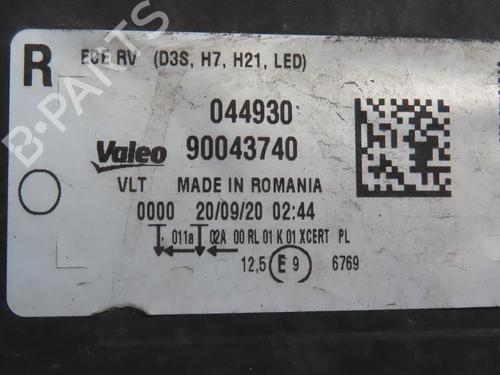 R
ECE RV (D3S, H7, H21, LED)
044930
Valeo 90043740
VLT MADE IN ROMANIA
0000 20/09/20 02:44
011a 02A 00 RL 01 K 01 XCERT PL
12,5 E 9 6769
B-PARTS